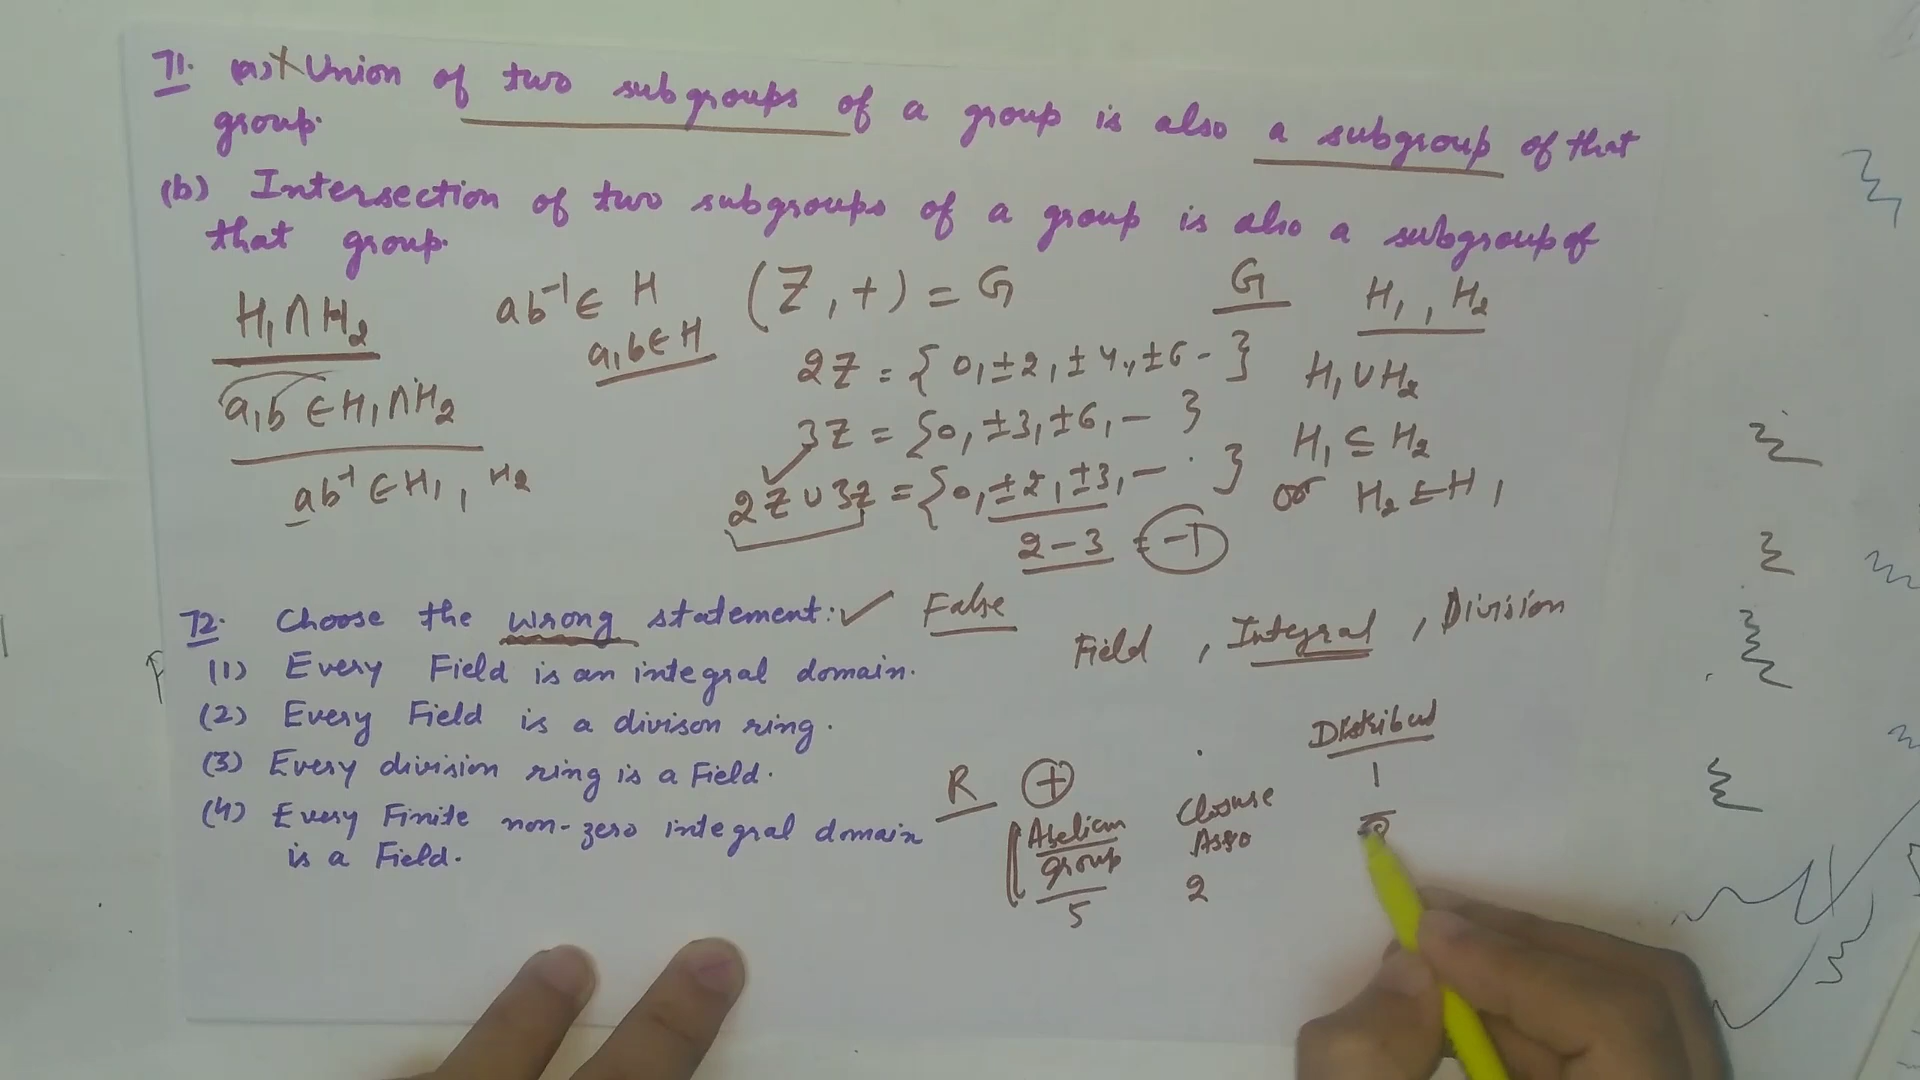 71. (a) Union of two subgroups of a group is also a subgroup of that
group.
(b) Intersection of two subgroups of a group is also a subgroup of
that group.
H₁∩H₂
a,b ∈ H₁∩H₂
ab⁻¹ ∈ H₁, H₂
ab⁻¹ ∈ H
a,b ∈ H
(Z, +) = G
2Z = {0, ±2, ±4, ±6 - }
3Z = {0, ±3, ±6, - }
2Z ∪ 3Z = {0, ±2, ±3, - }
2-3 = -1
G H₁, H₂
H₁ ∪ H₂
H₁ ⊆ H₂
or H₂ ⊆ H₁
72. Choose the wrong statement: ✓ False
(1) Every Field is an integral domain.
(2) Every Field is a divison ring.
(3) Every division ring is a Field.
(4) Every Finite non-zero integral domain
is a Field.
Field, Integral, Division
R +
Abelian
group
5
.
Closure
Asso
2
Distribut
1